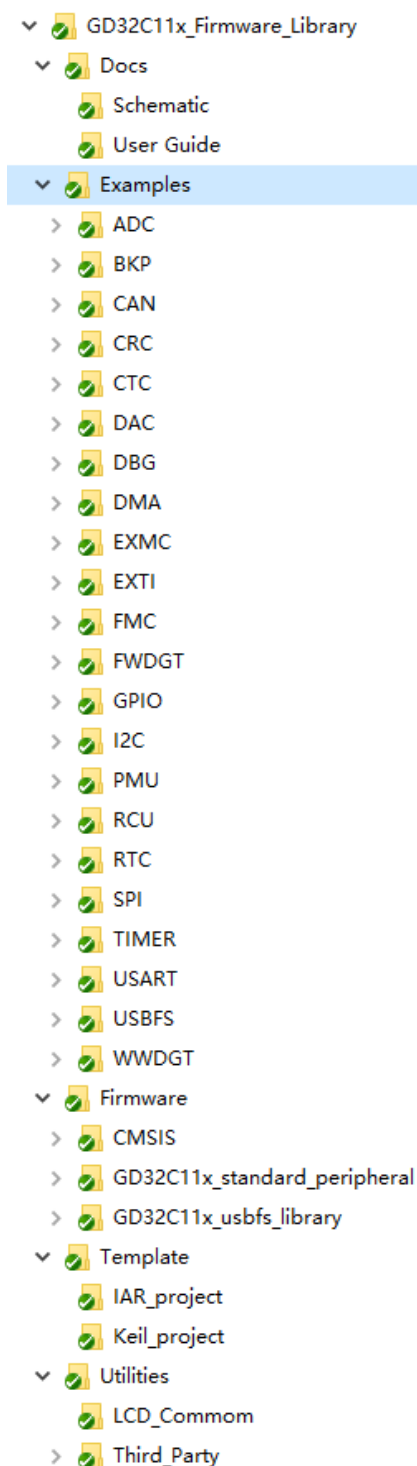 GD32C11x_Firmware_Library
Docs
Schematic
User Guide
Examples
ADC
BKP
CAN
CRC
CTC
DAC
DBG
DMA
EXMC
EXTI
FMC
FWDGT
GPIO
I2C
PMU
RCU
RTC
SPI
TIMER
USART
USBFS
WWDGT
Firmware
CMSIS
GD32C11x_standard_peripheral
GD32C11x_usbfs_library
Template
IAR_project
Keil_project
Utilities
LCD_Commom
Third_Party